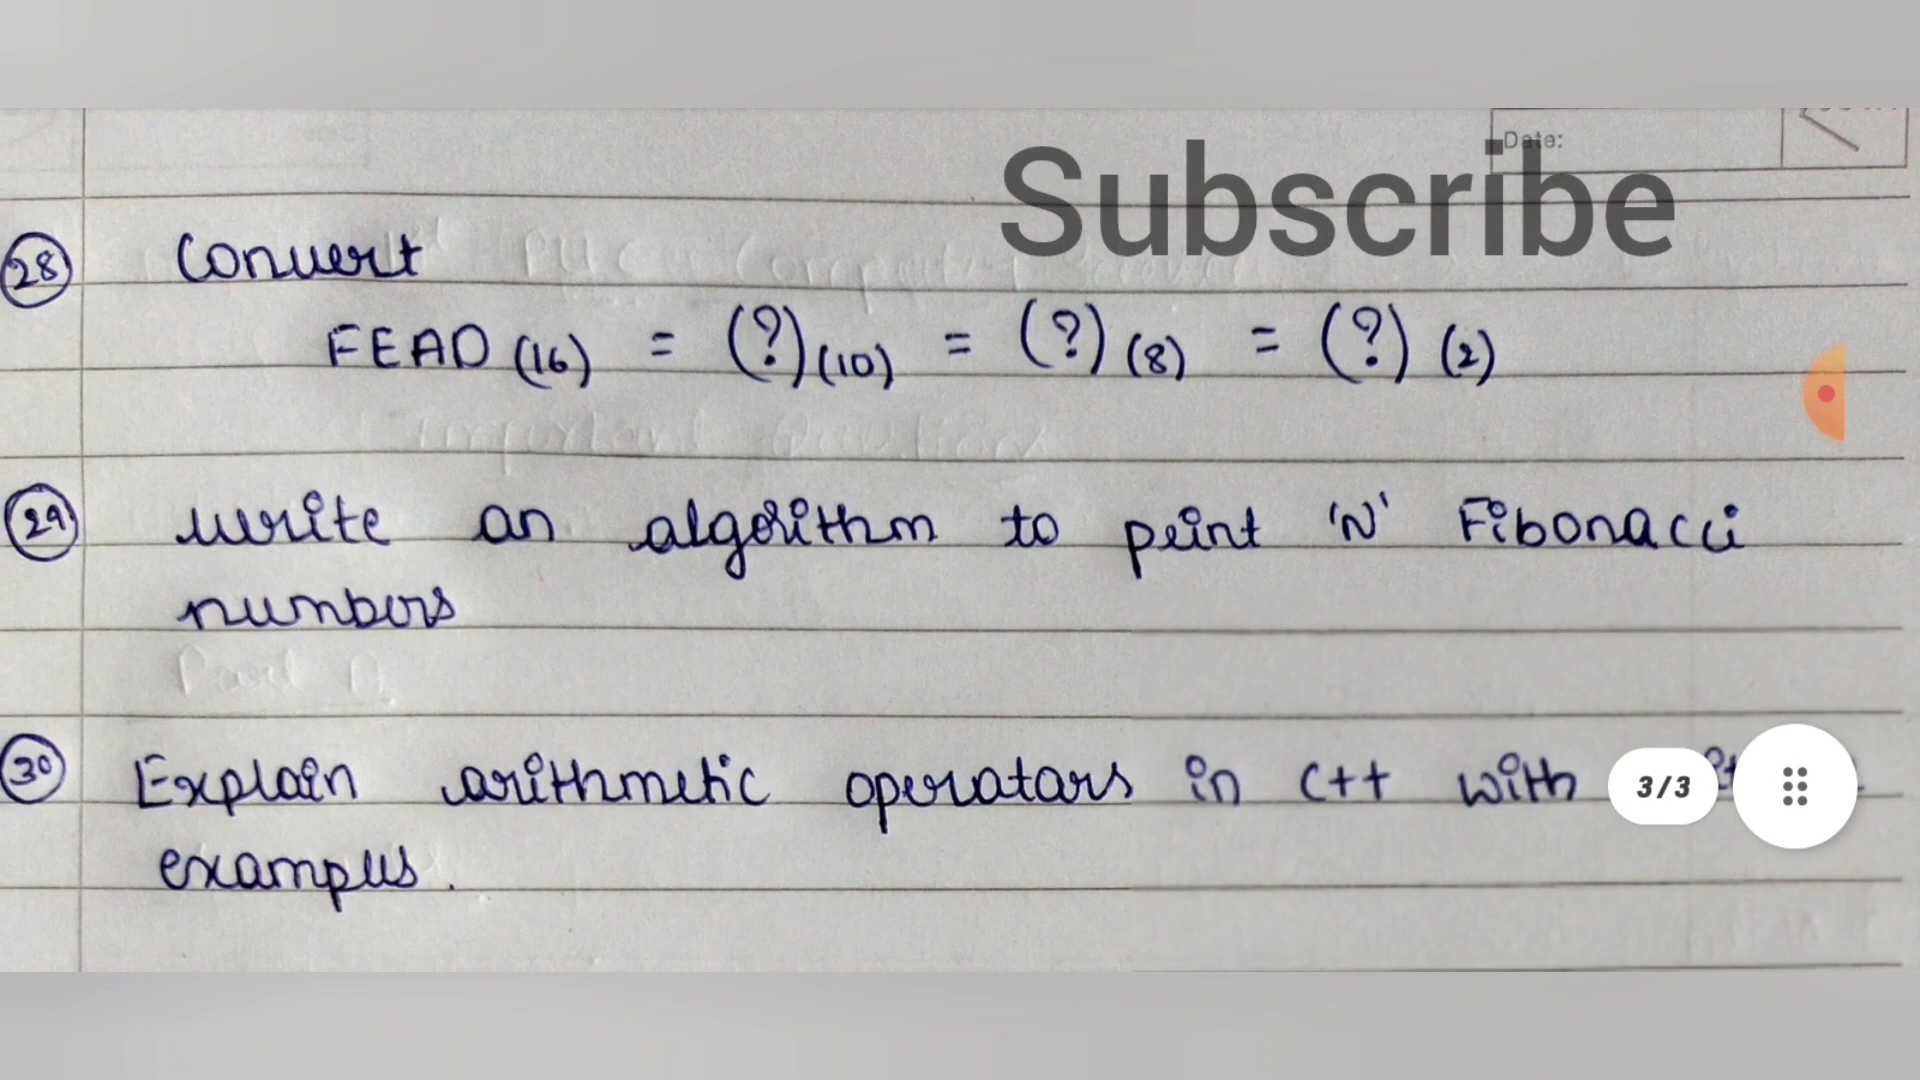 Date:
Subscribe
28 Convert
FEAD (16) = (?) (10) = (?) (8) = (?) (2)
29 write an algorithm to print 'N' Fibonacci
numbers
30 Explain arithmetic operators in C++ with
examples.
3/3